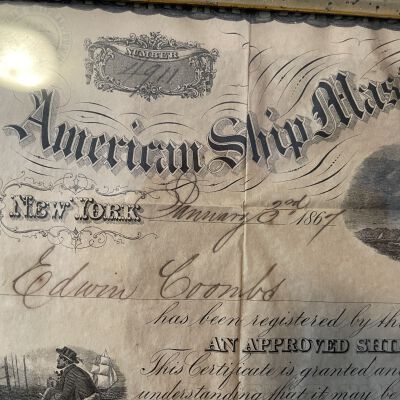 NUMBER
4911
American Ship Mas
NEW YORK January 2nd 1867
Edwin Coombs
has been registered by th
AN APPROVED SHI
This Certificate is granted an
understanding that it may be